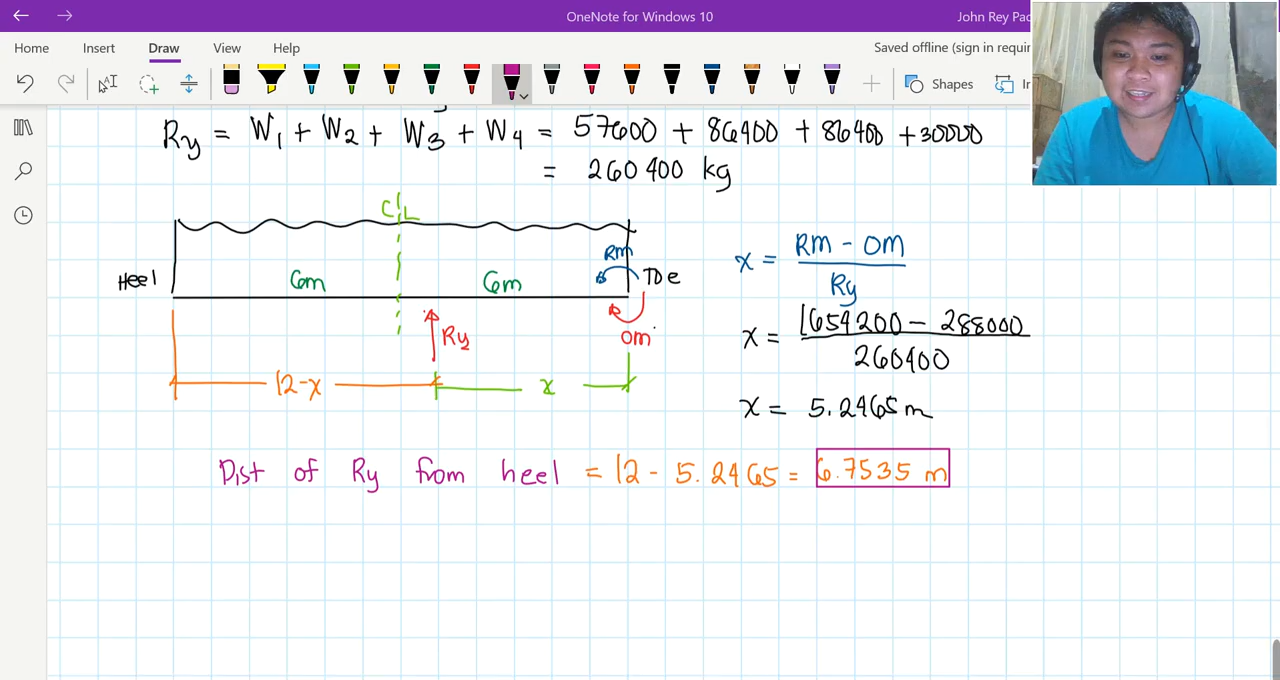 OneNote for Windows 10
John Rey Pac
Home Insert Draw View Help
Saved offline (sign in requir
Shapes
Ry = W1 + W2 + W3 + W4 = 57600 + 86400 + 86400 + 30000
= 260 400 kg
C L
Heel 6m 6m Rm Toe
Ry om
12-x x
x = Rm - om / Ry
x = 1654200 - 288000 / 260400
x = 5.2465 m
Dist of Ry from heel = 12 - 5.2465 = 6.7535 m